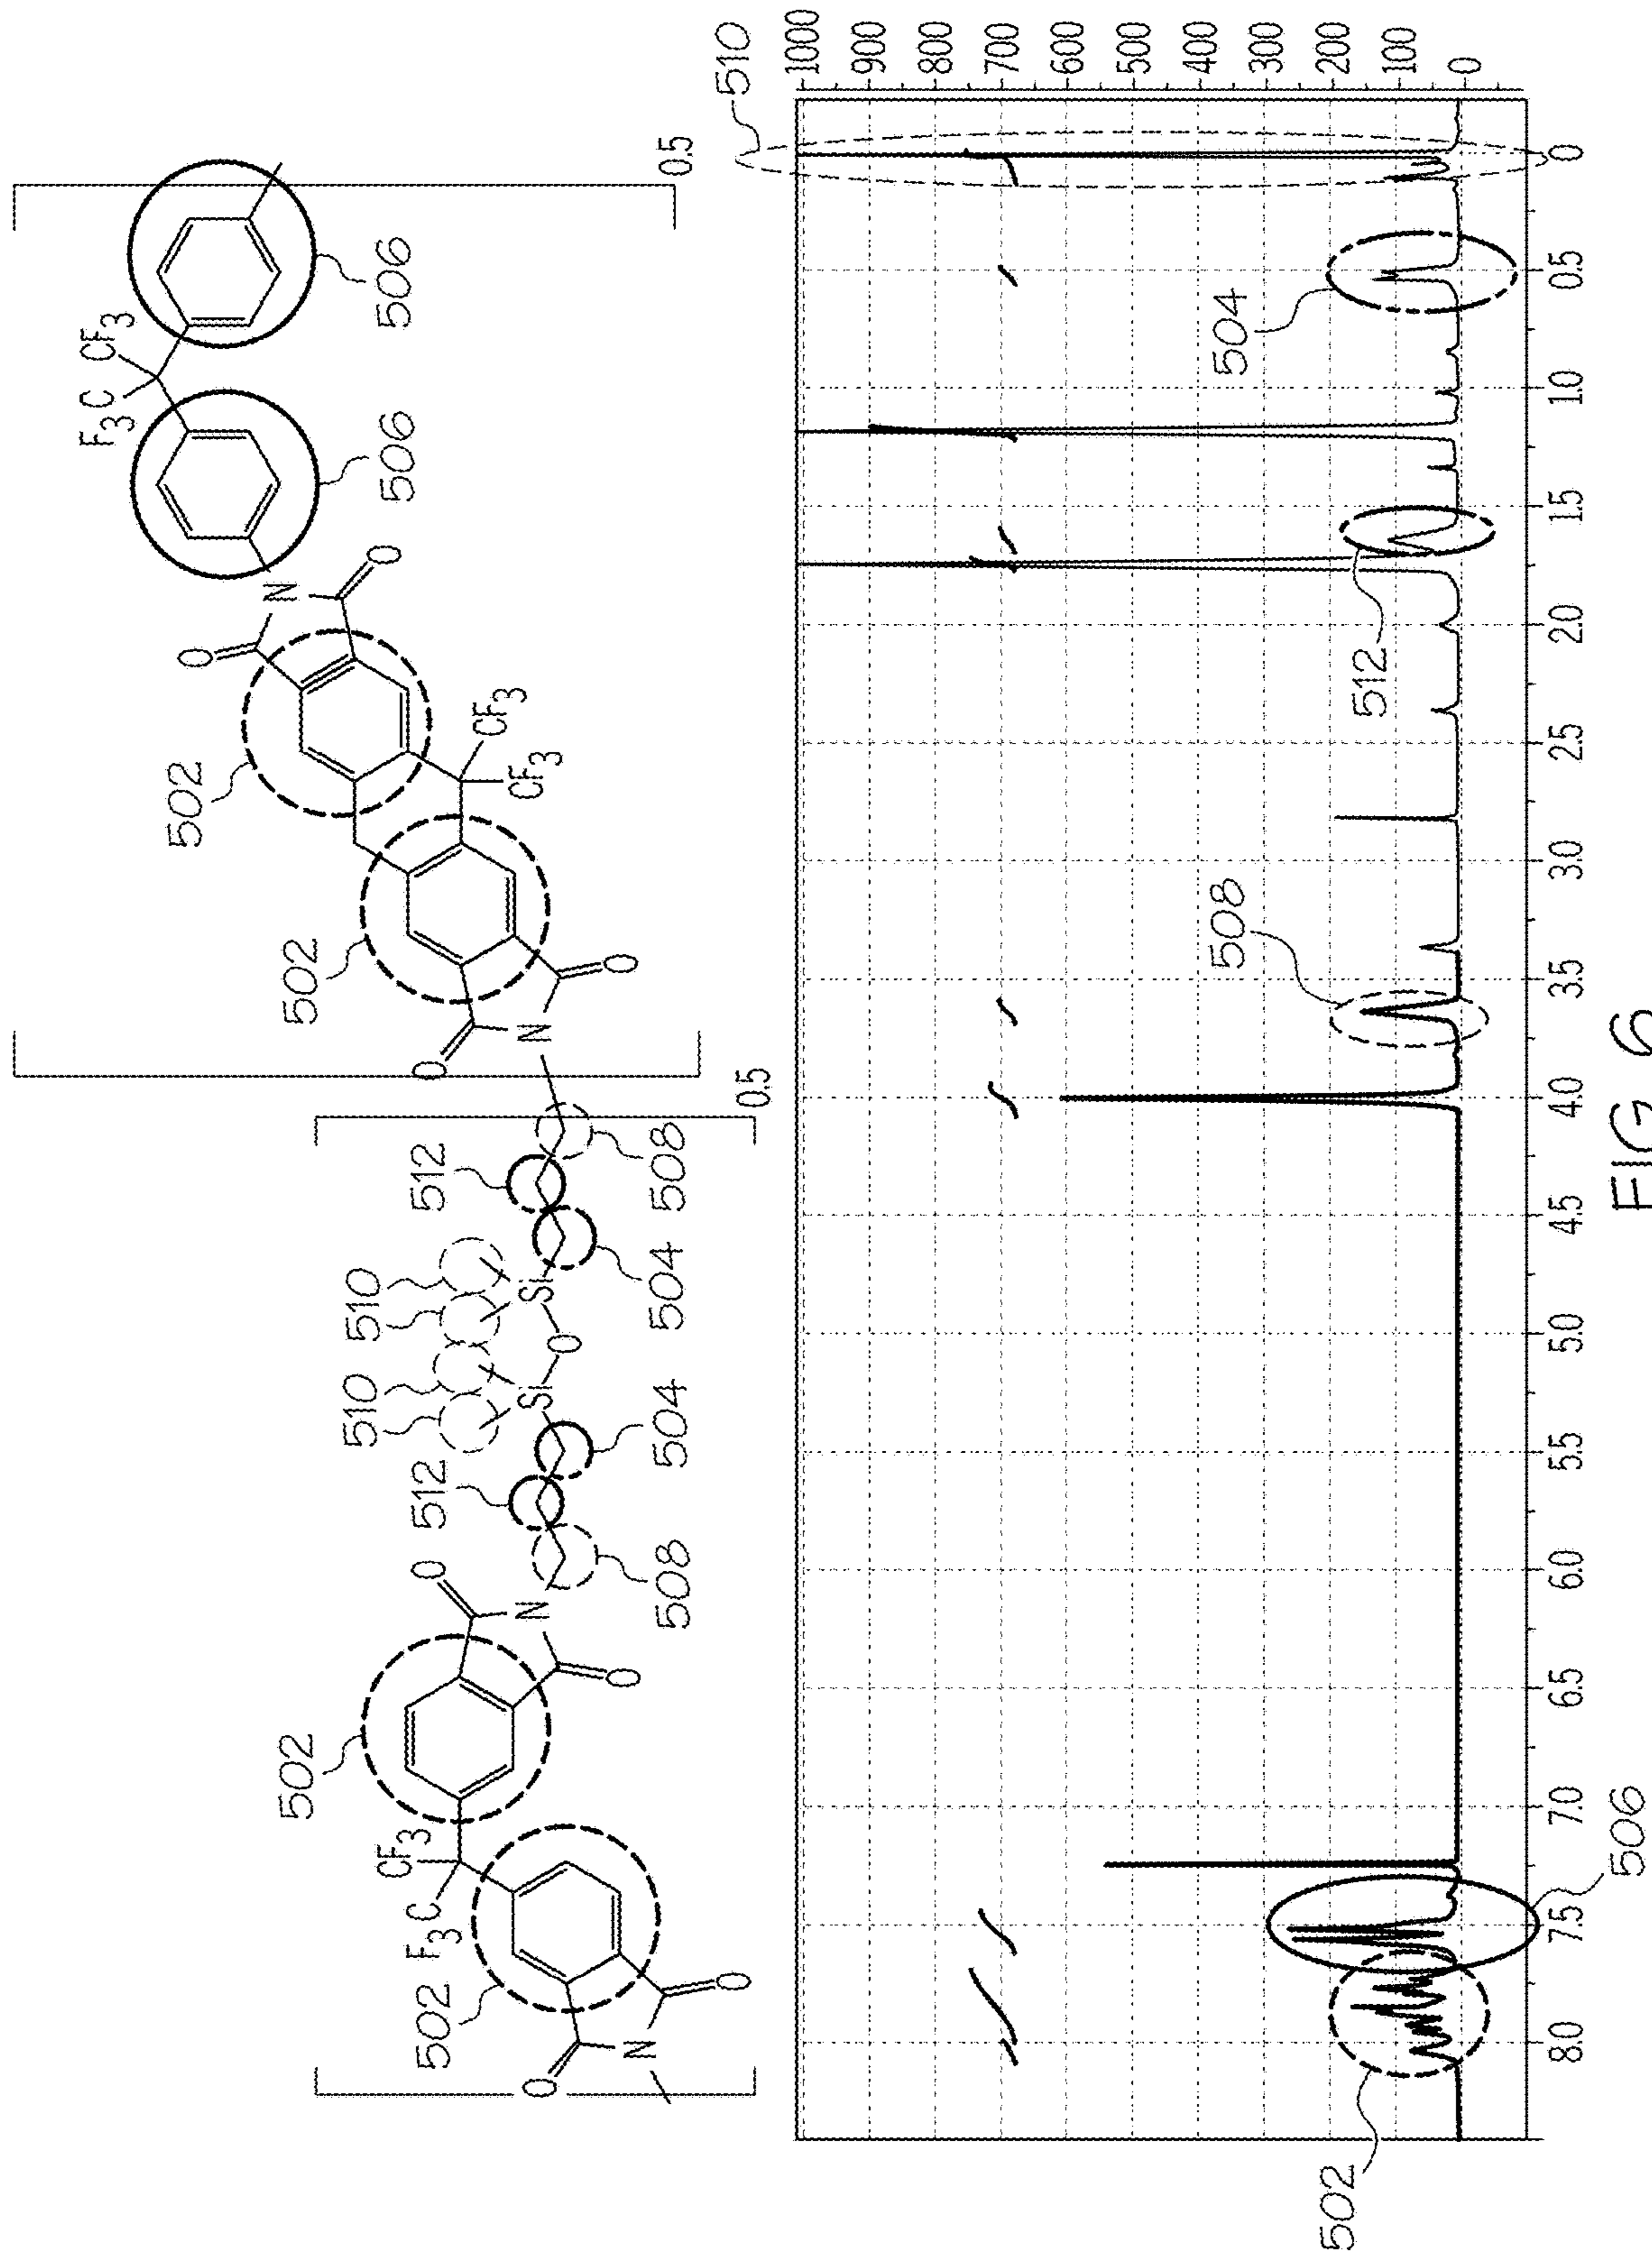 F3C CF3
502 O
N
502 502
510 510 O 506 506
CF3
502 F3C O 512 512 O
CF3
O N Si Si N CF3
O
O O
N
508 504 504 508 0.5
O
0.5 510
1000
900
800
700
600
500
400
508 504
300
502 512
200
100
0
8.0 7.5 7.0 6.5 6.0 5.5 5.0 4.5 4.0 3.5 3.0 2.5 2.0 1.5 1.0 0.5 0
506
FIG. 6